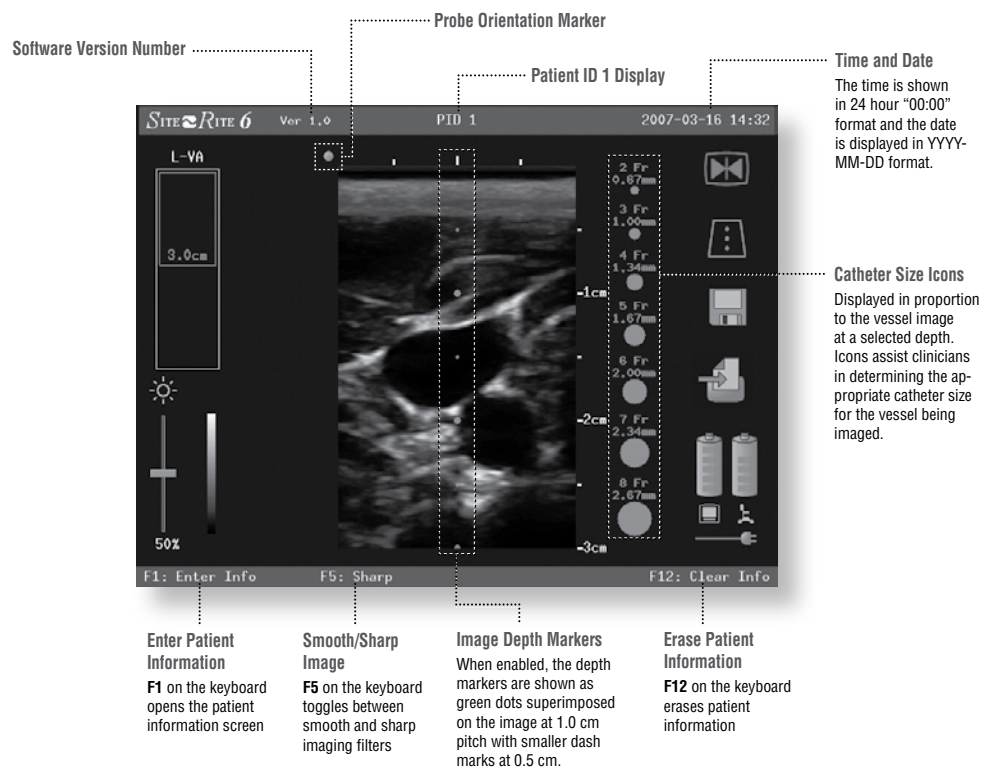 Probe Orientation Marker
Software Version Number
Patient ID 1 Display
Time and Date
The time is shown
in 24 hour “00:00”
format and the date
is displayed in YYYY-
MM-DD format.
SITE RITE 6
Ver 1.0
PID 1
2007-03-16 14:32
L-VA
3.0cm
50%
1cm
2cm
3cm
2 Fr
0.67mm
3 Fr
1.00mm
4 Fr
1.34mm
5 Fr
1.67mm
6 Fr
2.00mm
7 Fr
2.34mm
8 Fr
2.67mm
Catheter Size Icons
Displayed in proportion
to the vessel image
at a selected depth.
Icons assist clinicians
in determining the ap-
propriate catheter size
for the vessel being
imaged.
F1: Enter Info
F5: Sharp
F12: Clear Info
Enter Patient
Information
F1 on the keyboard
opens the patient
information screen
Smooth/Sharp
Image
F5 on the keyboard
toggles between
smooth and sharp
imaging filters
Image Depth Markers
When enabled, the depth
markers are shown as
green dots superimposed
on the image at 1.0 cm
pitch with smaller dash
marks at 0.5 cm.
Erase Patient
Information
F12 on the keyboard
erases patient
information